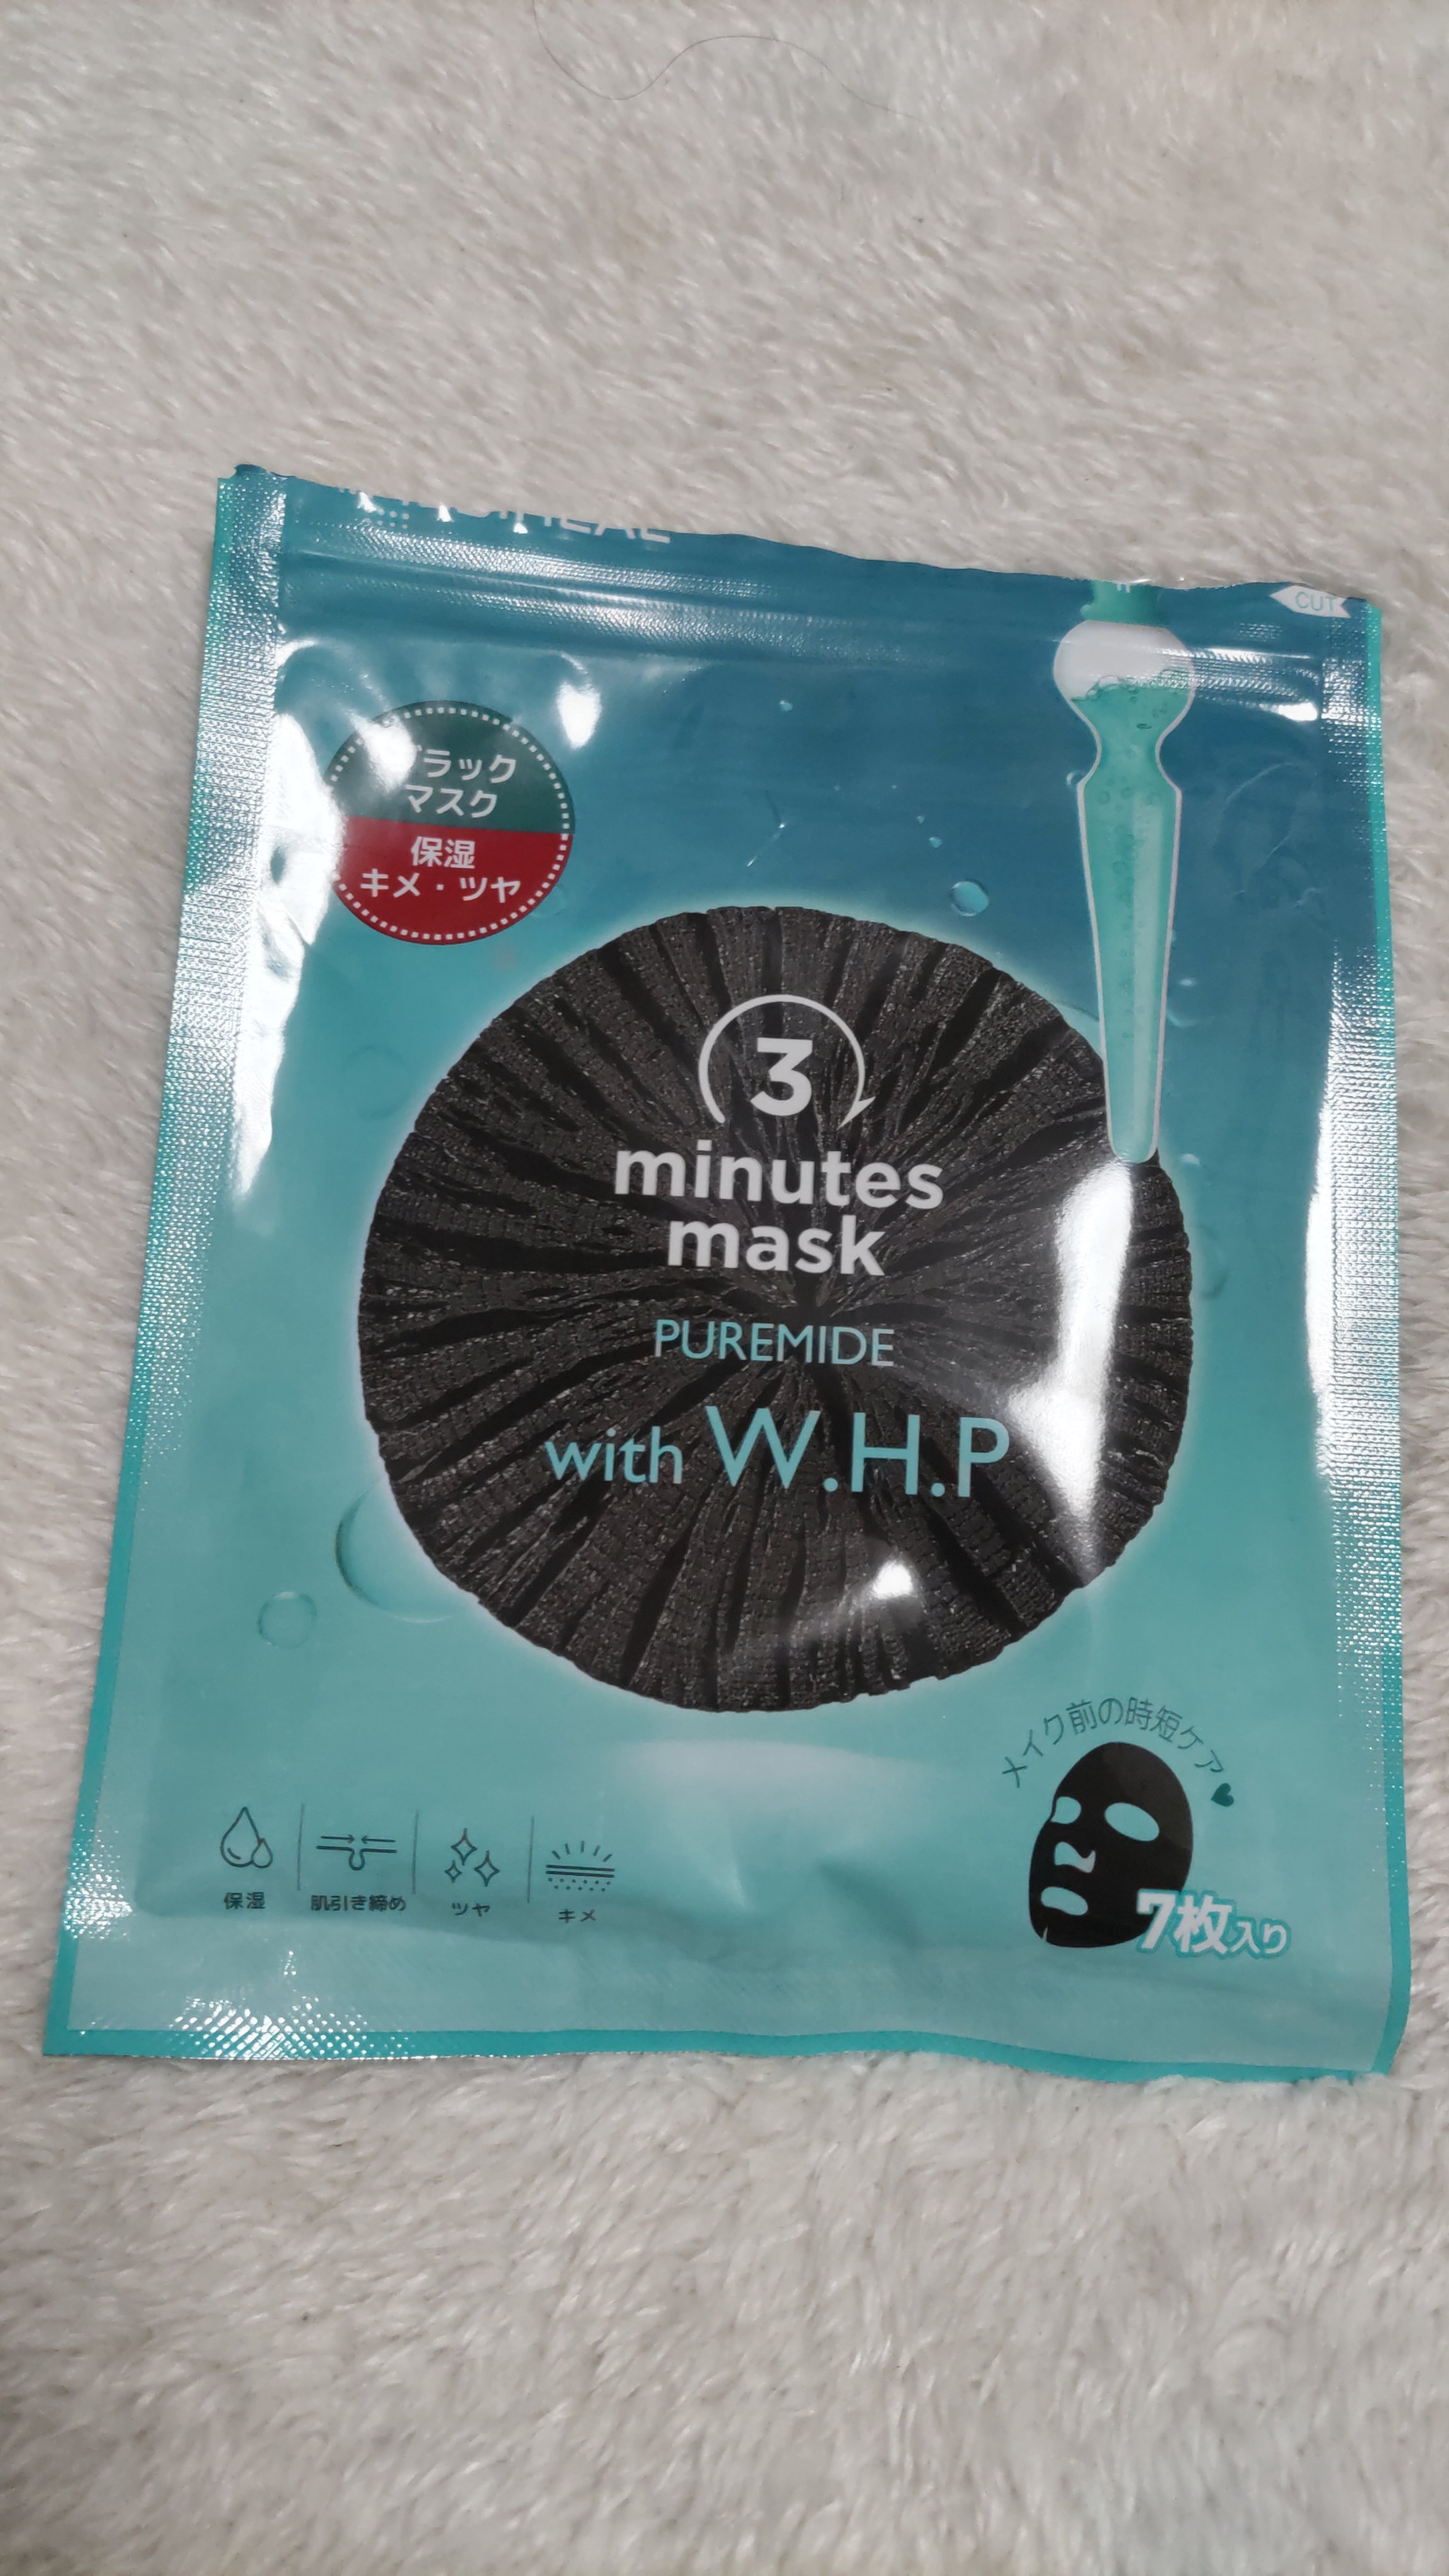 CUT
ブラック
マスク
保湿
キメ・ツヤ
3
minutes
mask
PUREMIDE
with W.H.P
メイク前の時短ケア
7枚入り
保湿
肌引き締め
ツヤ
キメ